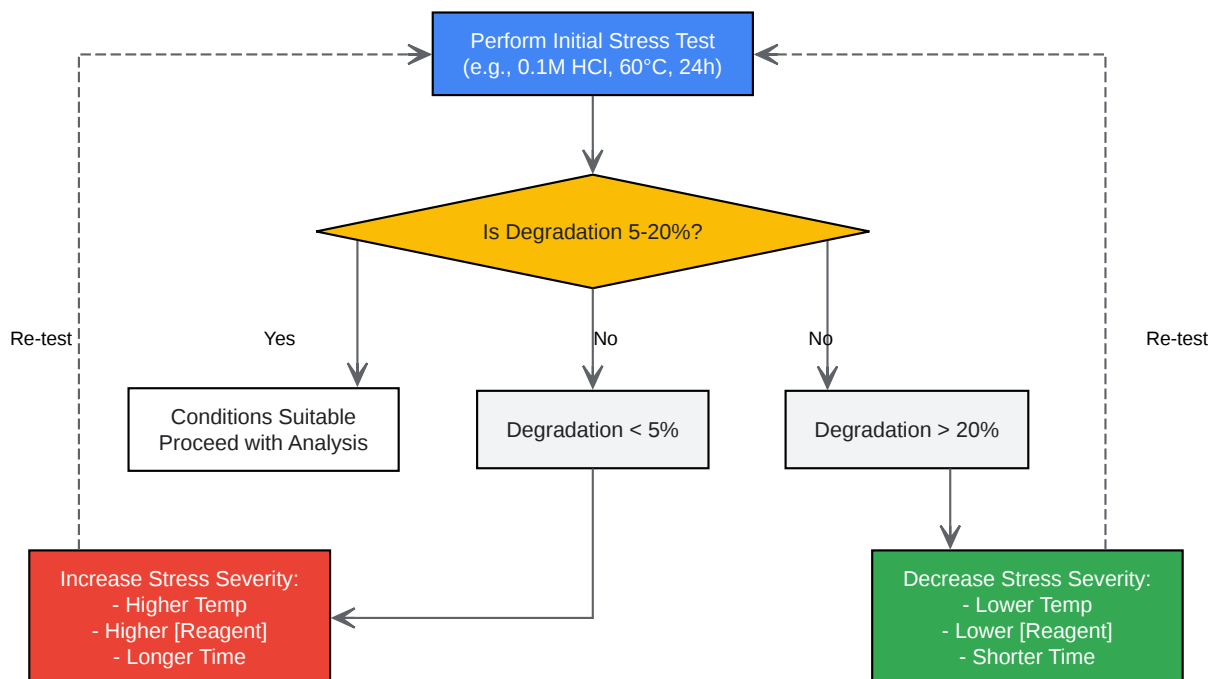 Perform Initial Stress Test
(e.g., 0.1M HCl, 60°C, 24h)
Is Degradation 5-20%?
Re-test
Yes
No
No
Re-test
Conditions Suitable
Proceed with Analysis
Degradation < 5%
Degradation > 20%
Increase Stress Severity:
- Higher Temp
- Higher [Reagent]
- Longer Time
Decrease Stress Severity:
- Lower Temp
- Lower [Reagent]
- Shorter Time